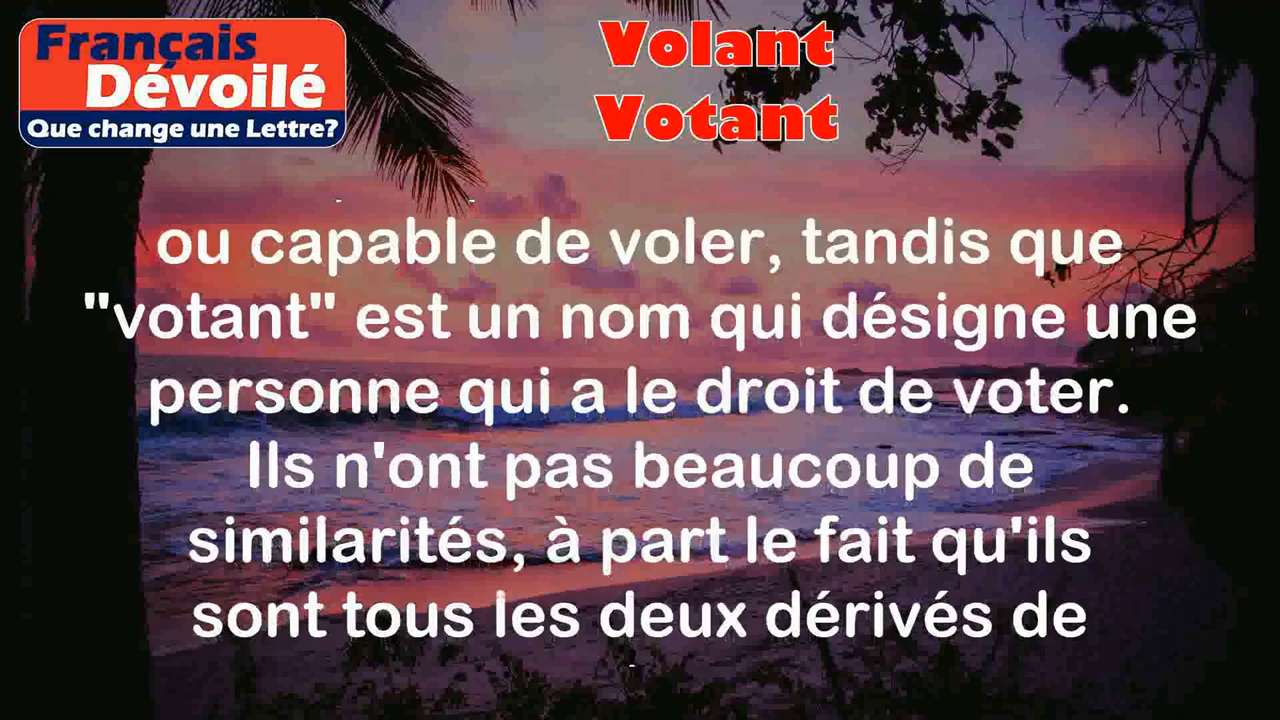 Français
Dévoilé
Que change une Lettre?
Volant
Votant
ou capable de voler, tandis que
"votant" est un nom qui désigne une
personne qui a le droit de voter.
Ils n'ont pas beaucoup de
similarités, à part le fait qu'ils
sont tous les deux dérivés de